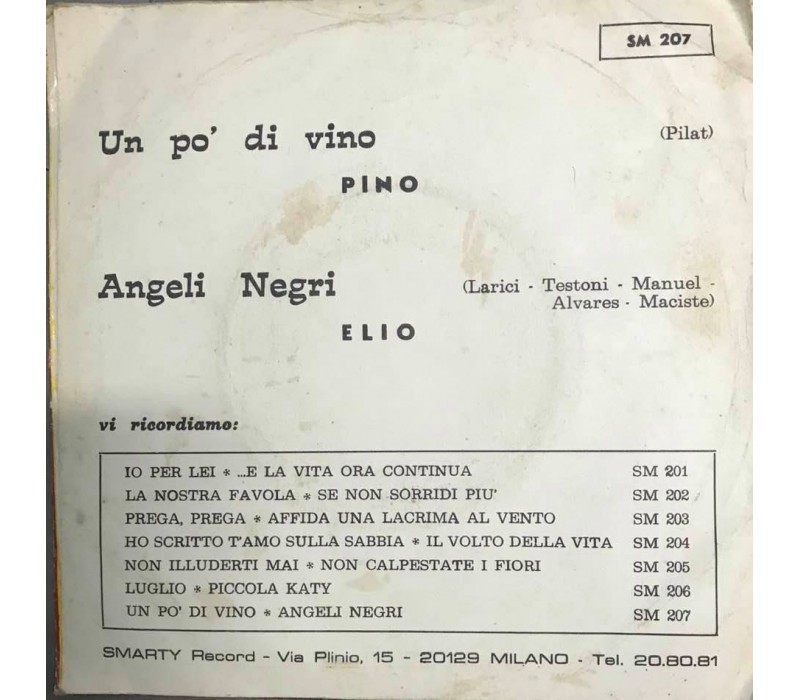 SM 207
Un po' di vino (Pilat)
PINO
Angeli Negri (Larici - Testoni - Manuel -
Alvares - Maciste)
ELIO
vi ricordiamo:
IO PER LEI * ...E LA VITA ORA CONTINUA SM 201
LA NOSTRA FAVOLA * SE NON SORRIDI PIU' SM 202
PREGA, PREGA * AFFIDA UNA LACRIMA AL VENTO SM 203
HO SCRITTO T'AMO SULLA SABBIA * IL VOLTO DELLA VITA SM 204
NON ILLUDERTI MAI * NON CALPESTATE I FIORI SM 205
LUGLIO * PICCOLA KATY SM 206
UN PO' DI VINO * ANGELI NEGRI SM 207
SMARTY Record - Via Plinio, 15 - 20129 MILANO - Tel. 20.80.81